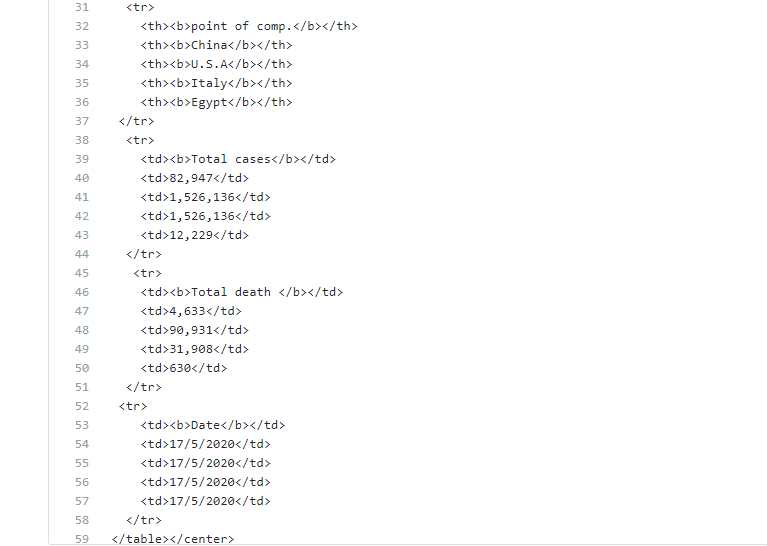 31 <tr>
32 <th><b>point of comp.</b></th>
33 <th><b>China</b></th>
34 <th><b>U.S.A</b></th>
35 <th><b>Italy</b></th>
36 <th><b>Egypt</b></th>
37 </tr>
38 <tr>
39 <td><b>Total cases</b></td>
40 <td>82,947</td>
41 <td>1,526,136</td>
42 <td>1,526,136</td>
43 <td>12,229</td>
44 </tr>
45 <tr>
46 <td><b>Total death </b></td>
47 <td>4,633</td>
48 <td>90,931</td>
49 <td>31,908</td>
50 <td>630</td>
51 </tr>
52 <tr>
53 <td><b>Date</b></td>
54 <td>17/5/2020</td>
55 <td>17/5/2020</td>
56 <td>17/5/2020</td>
57 <td>17/5/2020</td>
58 </tr>
59 </table></center>